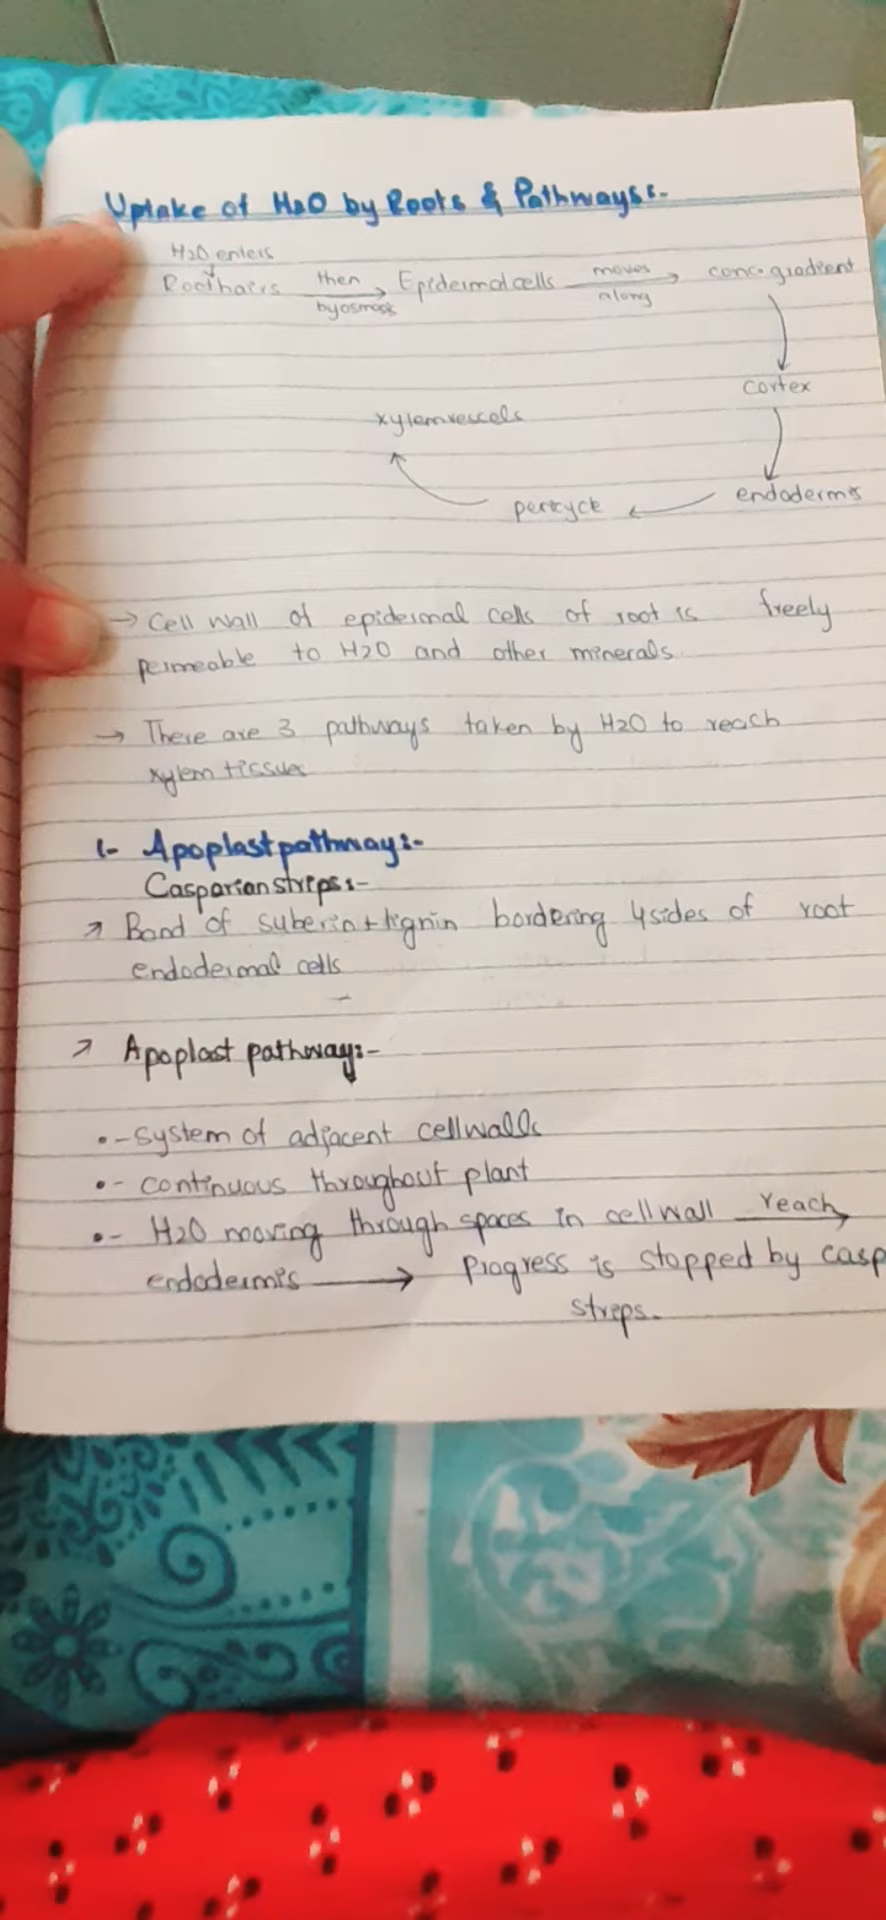 Uptake of H2O by Roots & Pathways:-
H2O enters
Roothairs then by osmosis Epidermal cells moves along conc. gradient
cortex
xylem vessels
endodermis
pericycle
→ Cell wall of epidermal cells of root is freely
permeable to H2O and other minerals.
→ There are 3 pathways taken by H2O to reach
xylem tissues
1- Apoplast pathway:-
Casparian strips:-
→ Band of suberin + lignin bordering 4 sides of root
endodermal cells
→ Apoplast pathway:-
•- system of adjacent cell walls
•- continuous throughout plant
•- H2O moving through spaces in cell wall reach
endodermis → Progress is stopped by casp
strips.